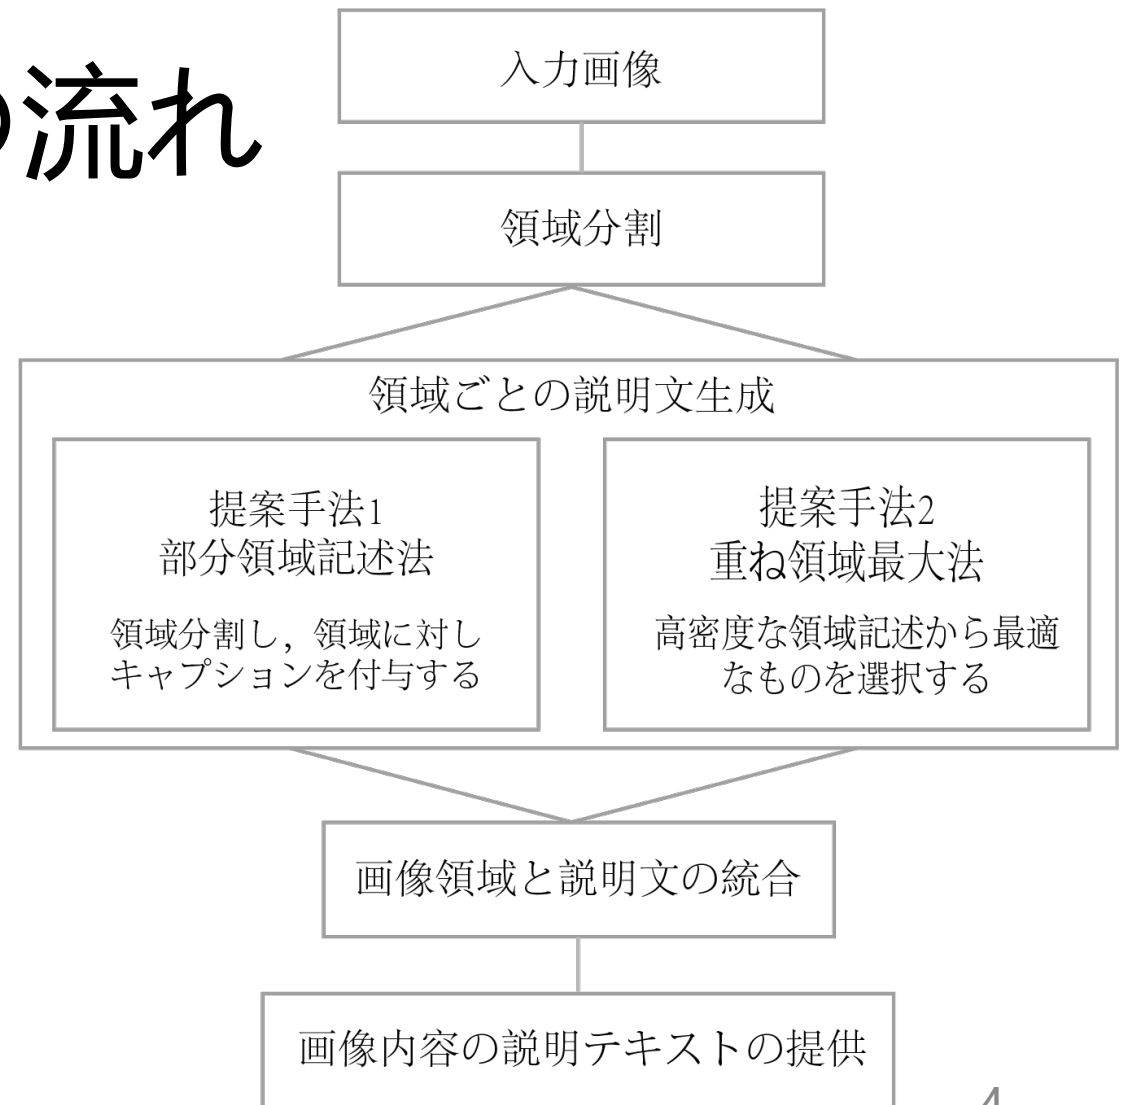 の流れ
入力画像
領域分割
領域ごとの説明文生成
提案手法1
部分領域記述法
領域分割し，領域に対し
キャプションを付与する
提案手法2
重ね領域最大法
高密度な領域記述から最適
なものを選択する
画像領域と説明文の統合
画像内容の説明テキストの提供
4